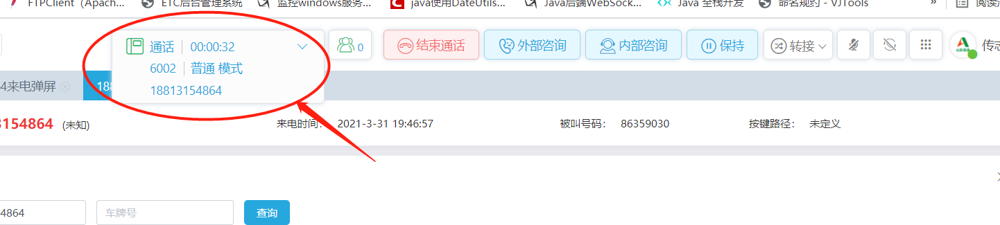 FTPClient（Apach... ETC后台管理系统 监控windows服务... java使用DateUtils... Java后端WebSock... Java 全栈开发 命名规约 - VJTools » 阅读
通话 00:00:32 0 结束通话 外部咨询 内部咨询 保持 转接 传
6002 普通 模式
4来电弹屏 188
18813154864
3154864 (未知) 来电时间： 2021-3-31 19:46:57 被叫号码： 86359030 按键路径： 未定义
4864 车牌号 查询